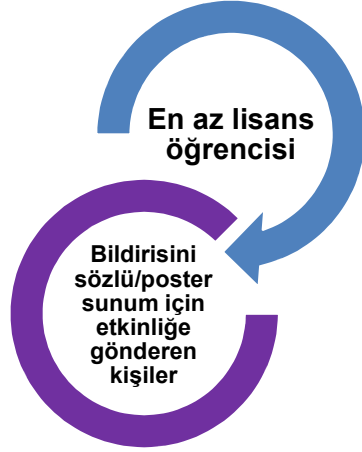 En az lisans
öğrencisi
Bildirisini
sözlü/poster
sunum için
etkinliğe
gönderen
kişiler